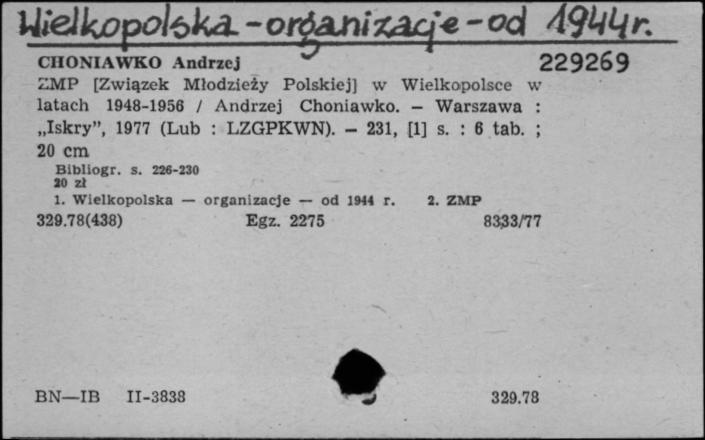 Wielkopolska - organizacje - od 1944 r.
CHONIAWKO Andrzej 229269
ZMP [Związek Młodzieży Polskiej] w Wielkopolsce w
latach 1948-1956 / Andrzej Choniawko. — Warszawa :
„Iskry”, 1977 (Lub : LZGPKWN). — 231, [1] s. : 6 tab. ;
20 cm
Bibliogr. s. 226-230
20 zł
1. Wielkopolska — organizacje — od 1944 r. 2. ZMP
329.78(438) Egz. 2275 8333/77
BN—IB II-3838 329.78